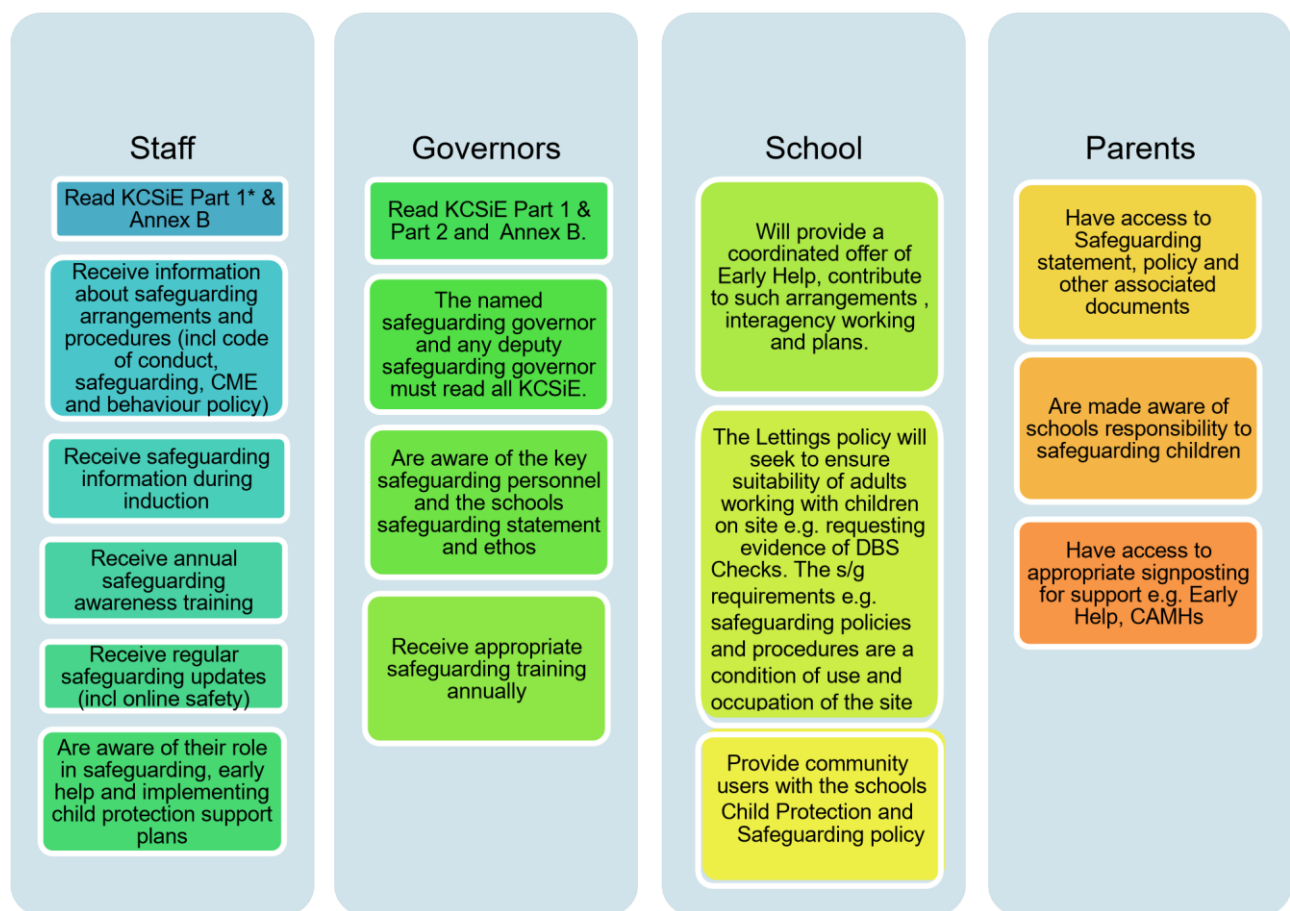 Staff
Read KCSiE Part 1* &
Annex B
Receive information
about safeguarding
arrangements and
procedures (incl code
of conduct,
safeguarding, CME
and behaviour policy)
Receive safeguarding
information during
induction
Receive annual
safeguarding
awareness training
Receive regular
safeguarding updates
(incl online safety)
Are aware of their role
in safeguarding, early
help and implementing
child protection support
plans
Governors
Read KCSiE Part 1 &
Part 2 and Annex B.
The named
safeguarding governor
and any deputy
safeguarding governor
must read all KCSiE.
Are aware of the key
safeguarding personnel
and the schools
safeguarding statement
and ethos
Receive appropriate
safeguarding training
annually
School
Will provide a
coordinated offer of
Early Help, contribute
to such arrangements ,
interagency working
and plans.
The Lettings policy will
seek to ensure
suitability of adults
working with children
on site e.g. requesting
evidence of DBS
Checks. The s/g
requirements e.g.
safeguarding policies
and procedures are a
condition of use and
occupation of the site
Provide community
users with the schools
Child Protection and
Safeguarding policy
Parents
Have access to
Safeguarding
statement, policy and
other associated
documents
Are made aware of
schools responsibility to
safeguarding children
Have access to
appropriate signposting
for support e.g. Early
Help, CAMHs